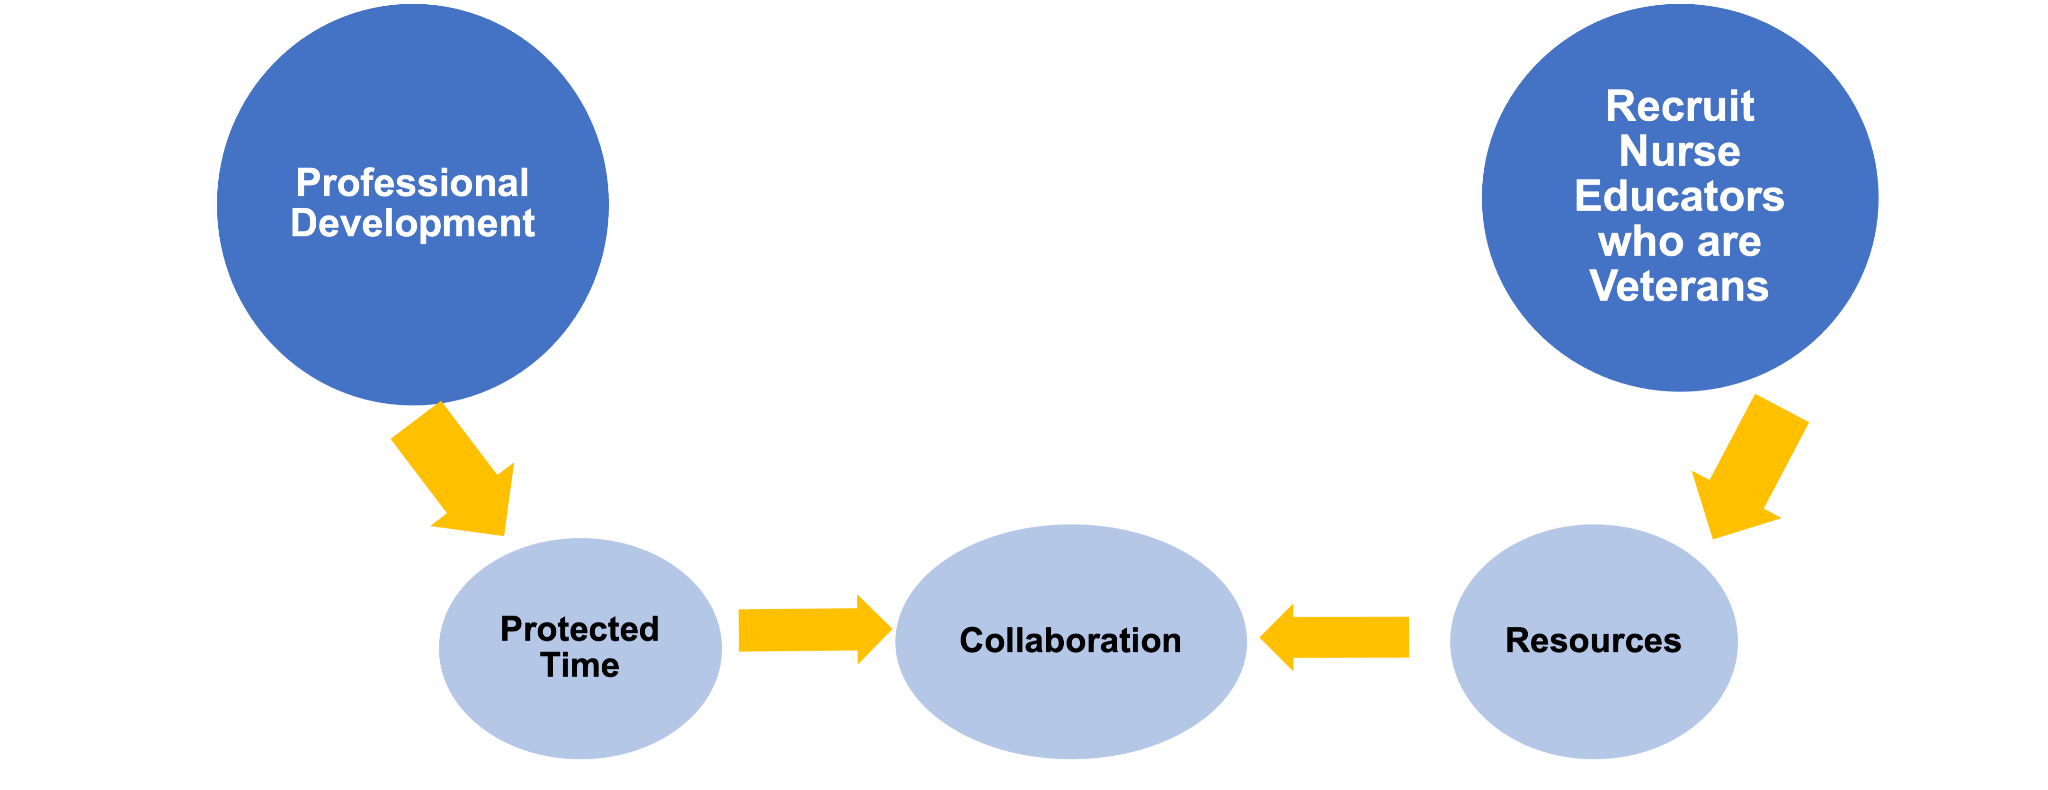 Professional
Development
Recruit
Nurse
Educators
who are
Veterans
Protected
Time
Collaboration
Resources